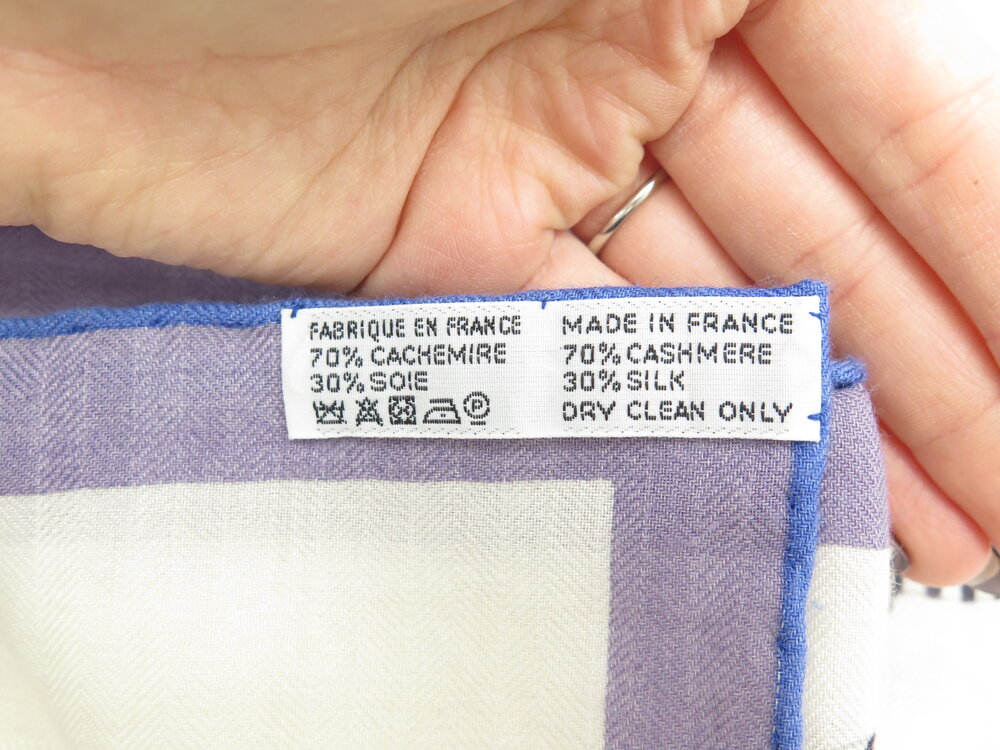 FABRIQUE EN FRANCE
70% CACHEMIRE
30% SOIE
P
MADE IN FRANCE
70% CASHMERE
30% SILK
DRY CLEAN ONLY